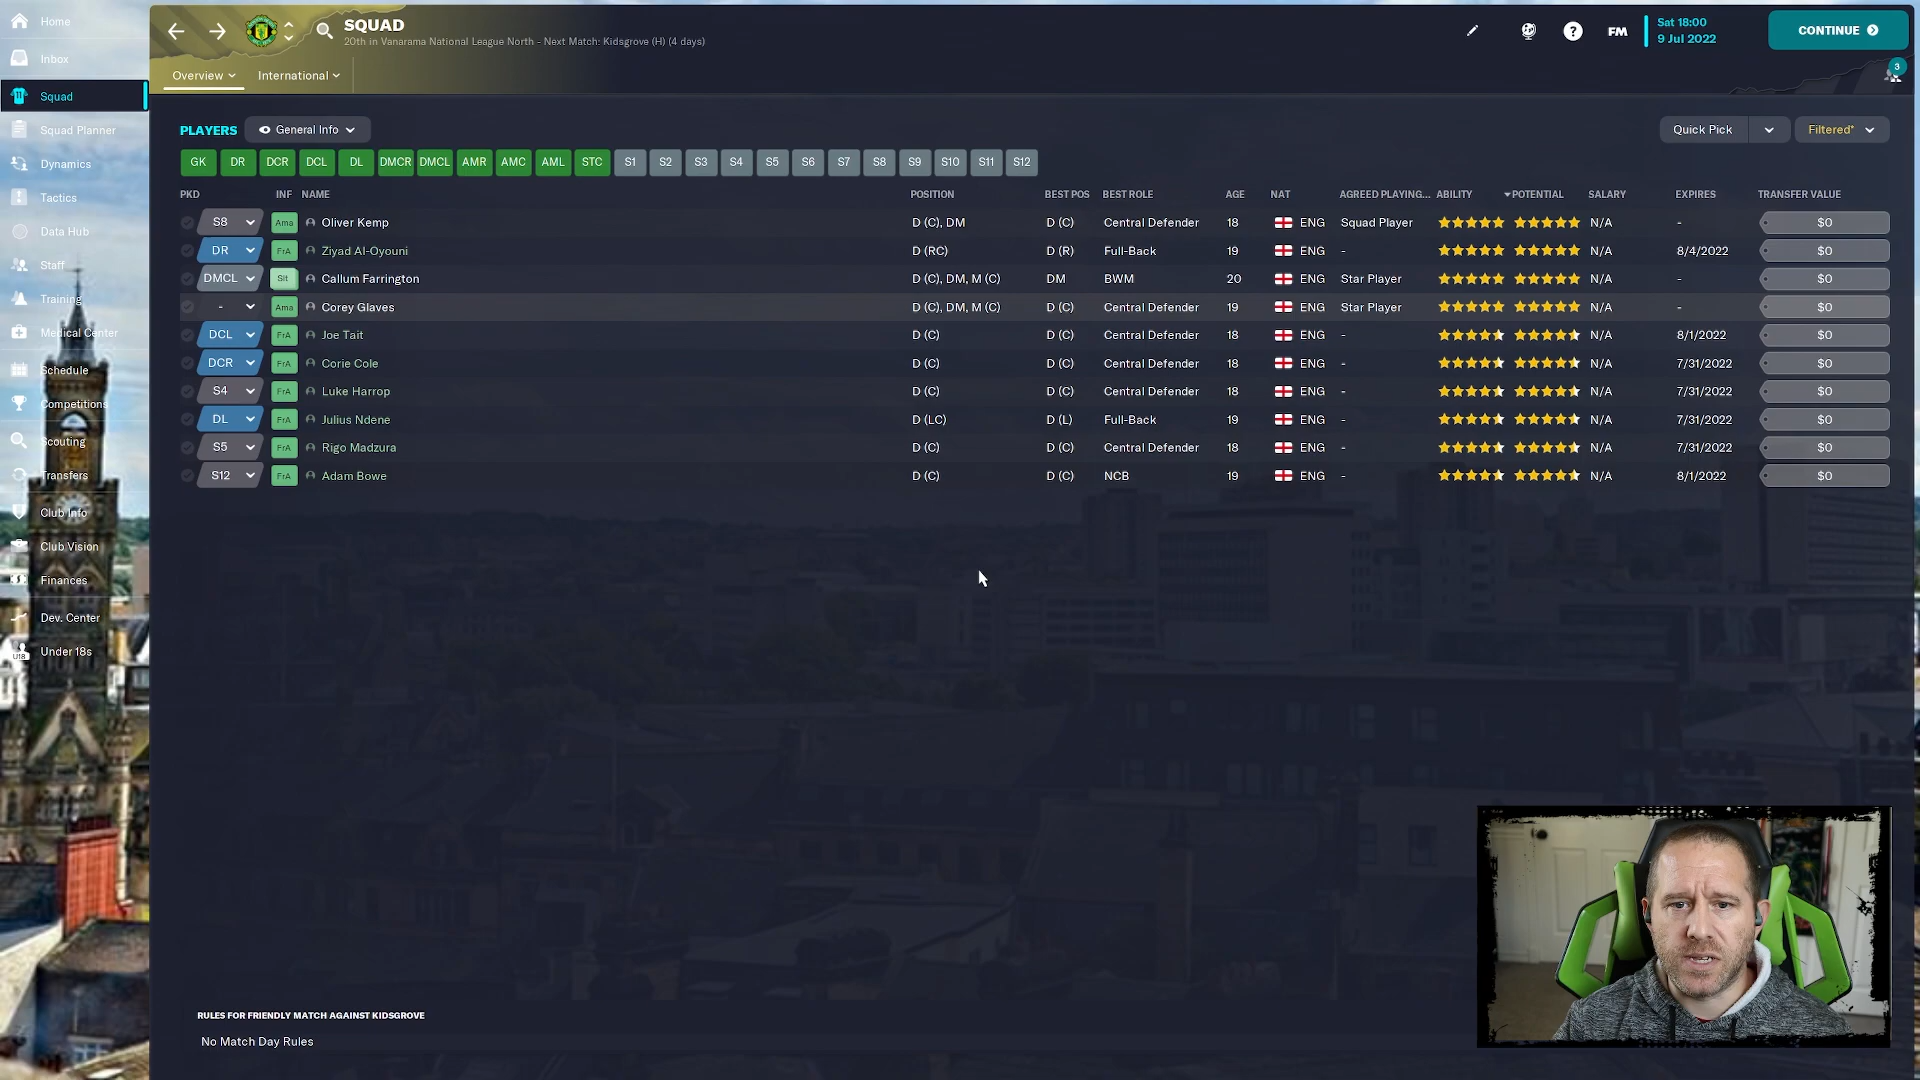 Home
Inbox
Squad
Squad Planner
Dynamics
Tactics
Data Hub
Staff
Training
Medical Center
Schedule
Competitions
Scouting
Transfers
Club Info
Club Vision
Finances
Dev. Center
Under 18s
U18
SQUAD
20th in Vanarama National League North - Next Match: Kidsgrove (H) (4 days)
FM
Sat 18:00
9 Jul 2022
CONTINUE
Overview
International
3
PLAYERS
General Info
Quick Pick
Filtered*
GK DR DCR DCL DL DMCR DMCL AMR AMC AML STC S1 S2 S3 S4 S5 S6 S7 S8 S9 S10 S11 S12
PKD INF NAME POSITION BEST POS BEST ROLE AGE NAT AGREED PLAYING... ABILITY POTENTIAL SALARY EXPIRES TRANSFER VALUE
S8 Ama Oliver Kemp D (C), DM D (C) Central Defender 18 ENG Squad Player N/A - $0
DR FrA Ziyad Al-Oyouni D (RC) D (R) Full-Back 19 ENG - N/A 8/4/2022 $0
DMCL Slt Callum Farrington D (C), DM, M (C) DM BWM 20 ENG Star Player N/A - $0
- Ama Corey Glaves D (C), DM, M (C) D (C) Central Defender 19 ENG Star Player N/A - $0
DCL FrA Joe Tait D (C) D (C) Central Defender 18 ENG - N/A 8/1/2022 $0
DCR FrA Corie Cole D (C) D (C) Central Defender 18 ENG - N/A 7/31/2022 $0
S4 FrA Luke Harrop D (C) D (C) Central Defender 18 ENG - N/A 7/31/2022 $0
DL FrA Julius Ndene D (LC) D (L) Full-Back 19 ENG - N/A 7/31/2022 $0
S5 FrA Rigo Madzura D (C) D (C) Central Defender 18 ENG - N/A 7/31/2022 $0
S12 FrA Adam Bowe D (C) D (C) NCB 19 ENG - N/A 8/1/2022 $0
RULES FOR FRIENDLY MATCH AGAINST KIDSGROVE
No Match Day Rules